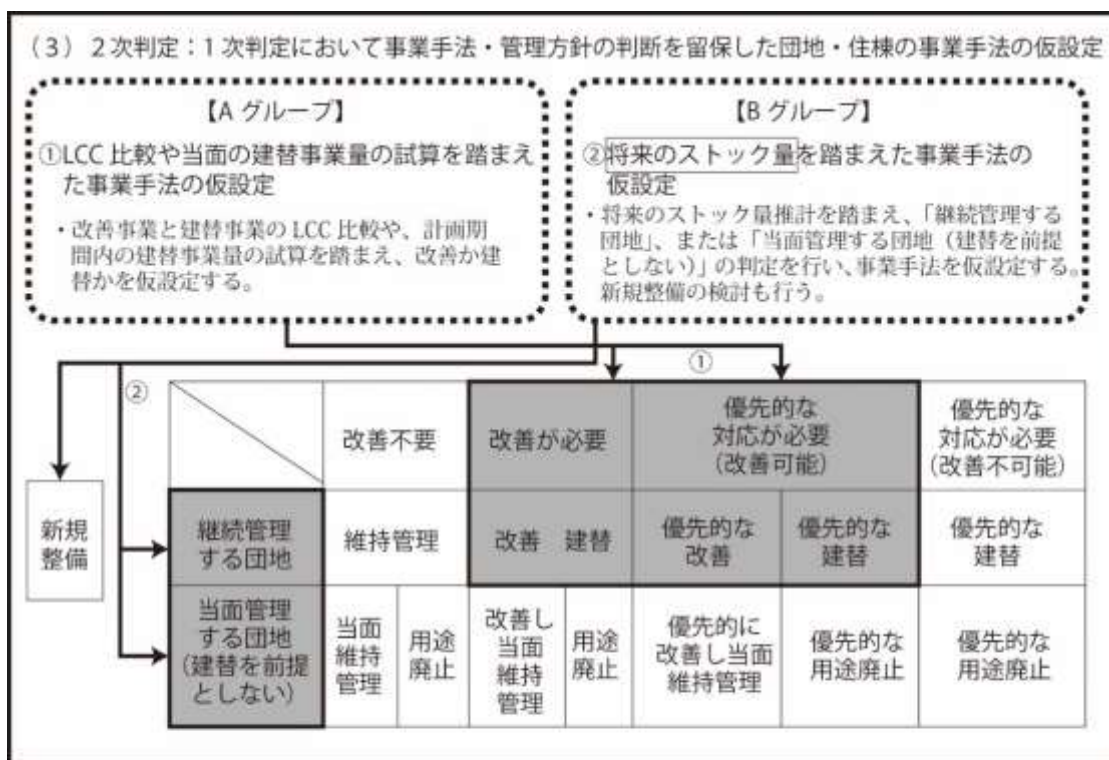 (3) 2次判定：1次判定において事業手法・管理方針の判断を留保した団地・住棟の事業手法の仮設定
【Aグループ】
①LCC 比較や当面の建替事業量の試算を踏まえ
た事業手法の仮設定
・改善事業と建替事業の LCC 比較や、計画期
間内の建替事業量の試算を踏まえ、改善か建
替かを仮設定する。
【Bグループ】
②将来のストック量を踏まえた事業手法の
仮設定
・将来のストック量推計を踏まえ、「継続管理する
団地」、または「当面管理する団地（建替を前提
としない）」の判定を行い、事業手法を仮設定する。
新規整備の検討も行う。
①
②
改善不要
改善が必要
優先的な
対応が必要
（改善可能）
優先的な
対応が必要
（改善不可能）
新規
整備
継続管理
する団地
維持管理
改善 建替
優先的な
改善
優先的な
建替
優先的な
建替
当面管理
する団地
（建替を前提
としない）
当面
維持
管理
用途
廃止
改善し
当面
維持
管理
用途
廃止
優先的に
改善し当面
維持管理
優先的な
用途廃止
優先的な
用途廃止